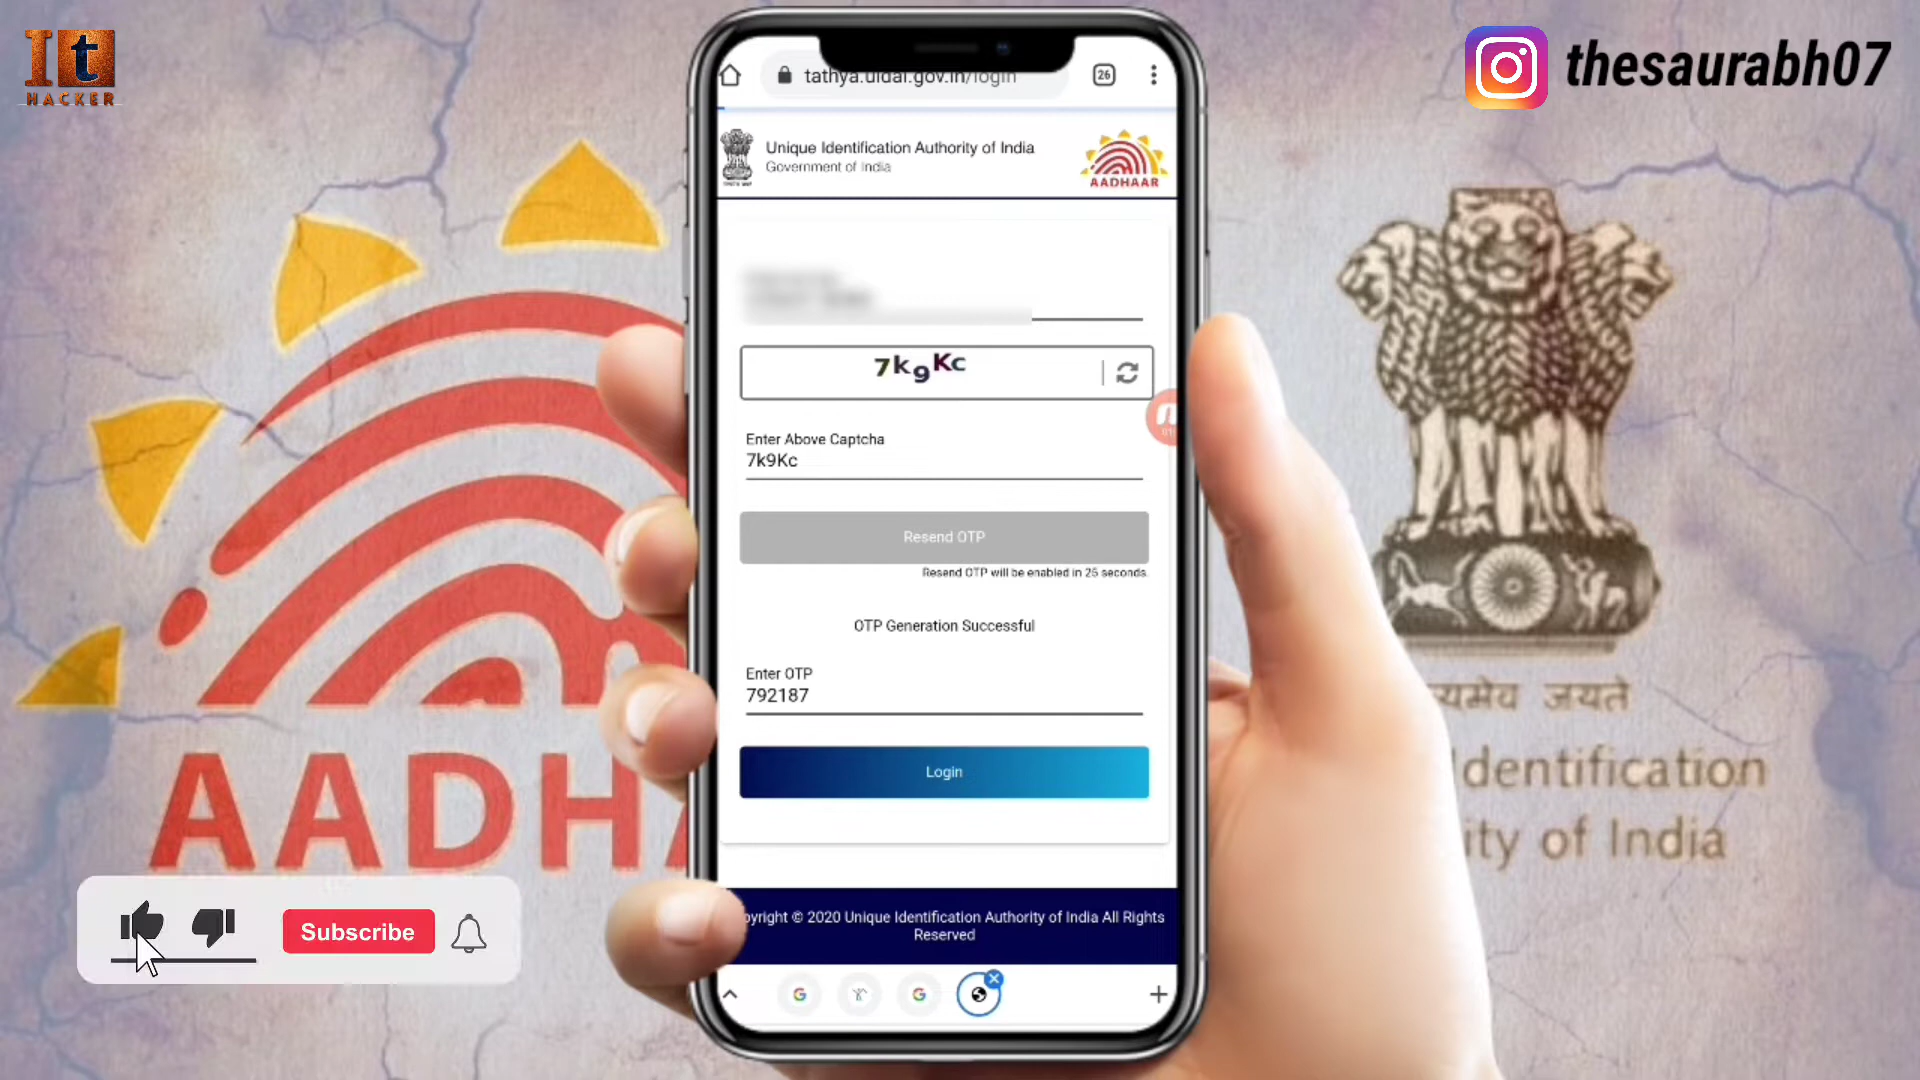 It
HACKER
thesaurabh07
tathya.uidai.gov.in/login
26
Unique Identification Authority of India
Government of India
AADHAAR
7k9Kc
Enter Above Captcha
7k9Kc
Resend OTP
Resend OTP will be enabled in 25 seconds.
OTP Generation Successful
Enter OTP
792187
Login
pyright © 2020 Unique Identification Authority of India All Rights
Reserved
AADHA
यमेव जयते
dentification
ity of India
Subscribe